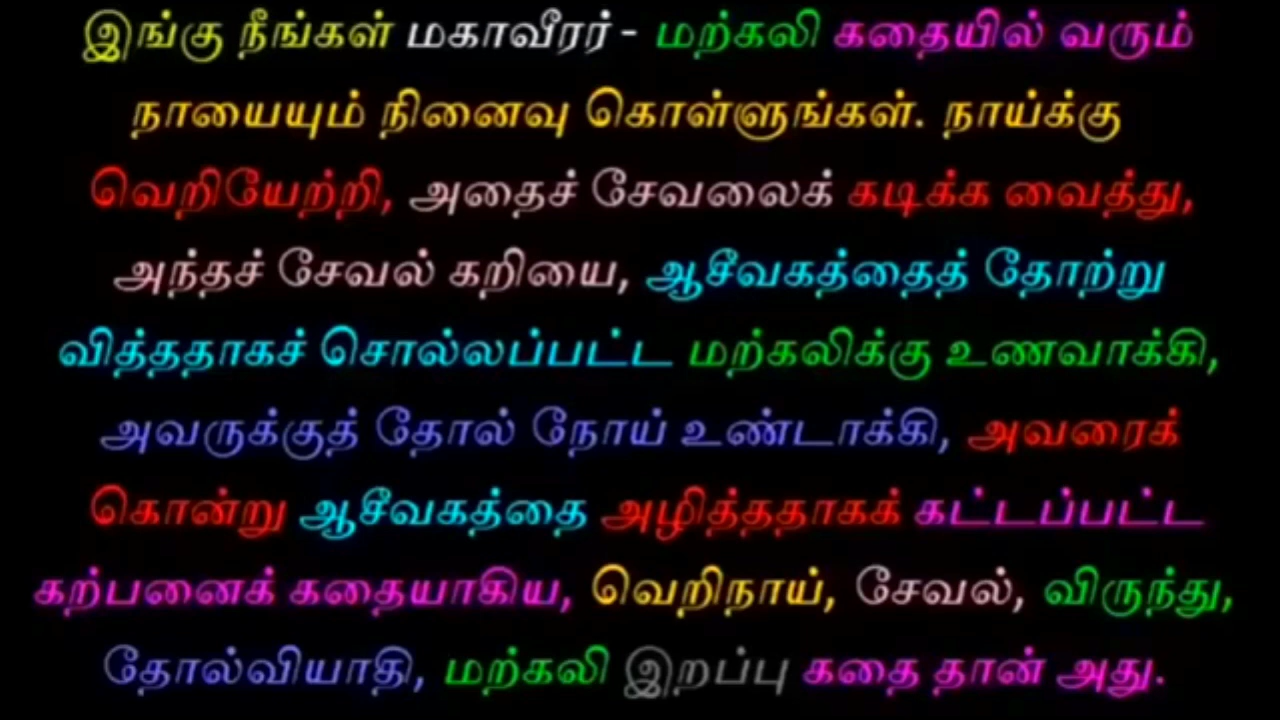 இங்கு நீங்கள் மகாவீரர் - மற்கலி கதையில் வரும்
நாயையும் நினைவு கொள்ளுங்கள். நாய்க்கு
வெறியேற்றி, அதைச் சேவலைக் கடிக்க வைத்து,
அந்தச் சேவல் கறியை, ஆசீவகத்தைத் தோற்று
வித்ததாகச் சொல்லப்பட்ட மற்கலிக்கு உணவாக்கி,
அவருக்குத் தோல் நோய் உண்டாக்கி, அவரைக்
கொன்று ஆசீவகத்தை அழித்ததாகக் கட்டப்பட்ட
கற்பனைக் கதையாகிய, வெறிநாய், சேவல், விருந்து,
தோல்வியாதி, மற்கலி இறப்பு கதை தான் அது.